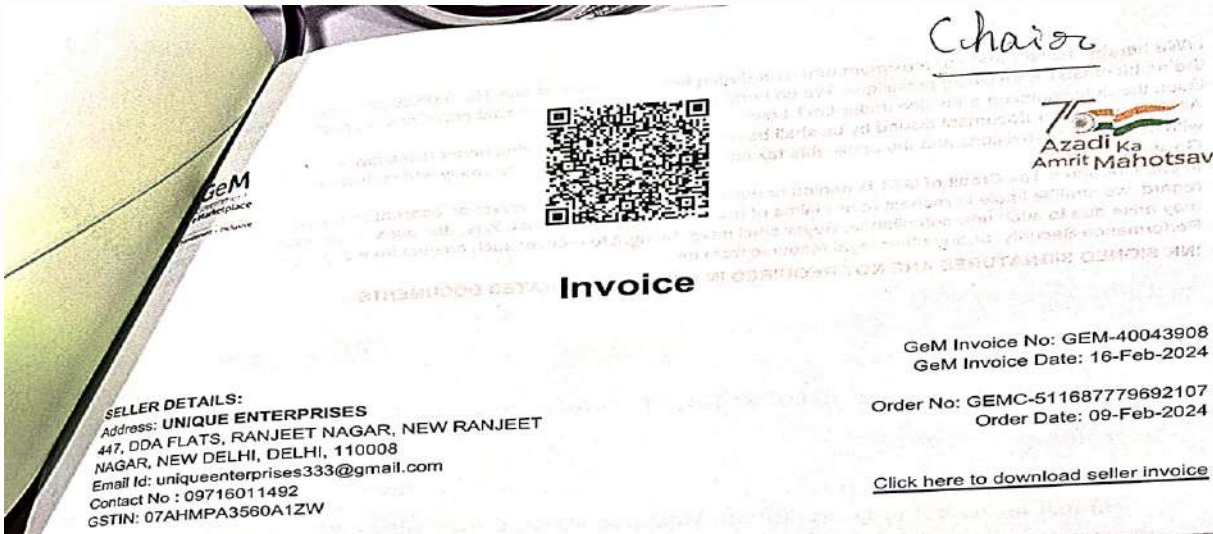 Chair
Azadi Ka
Amrit Mahotsav
GeM
Marketplace
Invoice
GeM Invoice No: GEM-40043908
GeM Invoice Date: 16-Feb-2024
Order No: GEMC-511687779692107
Order Date: 09-Feb-2024
Click here to download seller invoice
SELLER DETAILS:
Address: UNIQUE ENTERPRISES
447, DDA FLATS, RANJEET NAGAR, NEW RANJEET
NAGAR, NEW DELHI, DELHI, 110008
Email Id: uniqueenterprises333@gmail.com
Contact No : 09716011492
GSTIN: 07AHMPA3560A1ZW